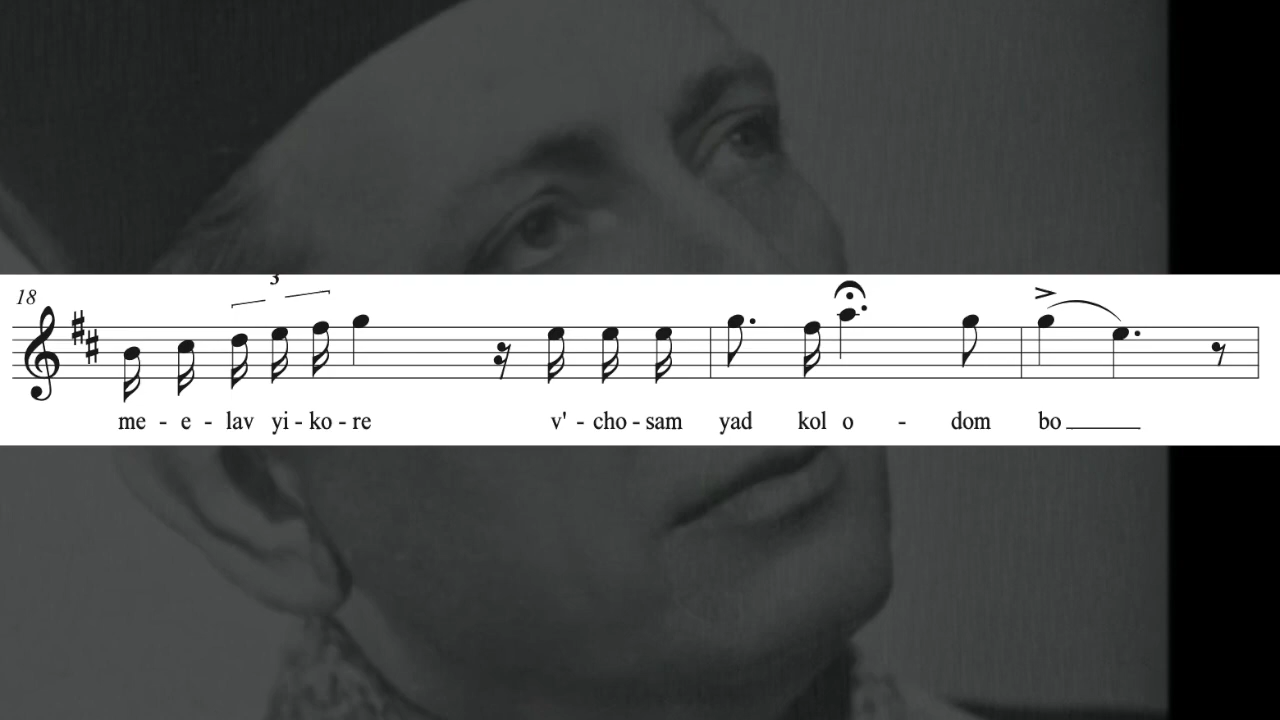 3
18
me - e - lav yi - ko - re v' - cho - sam yad kol o - dom bo